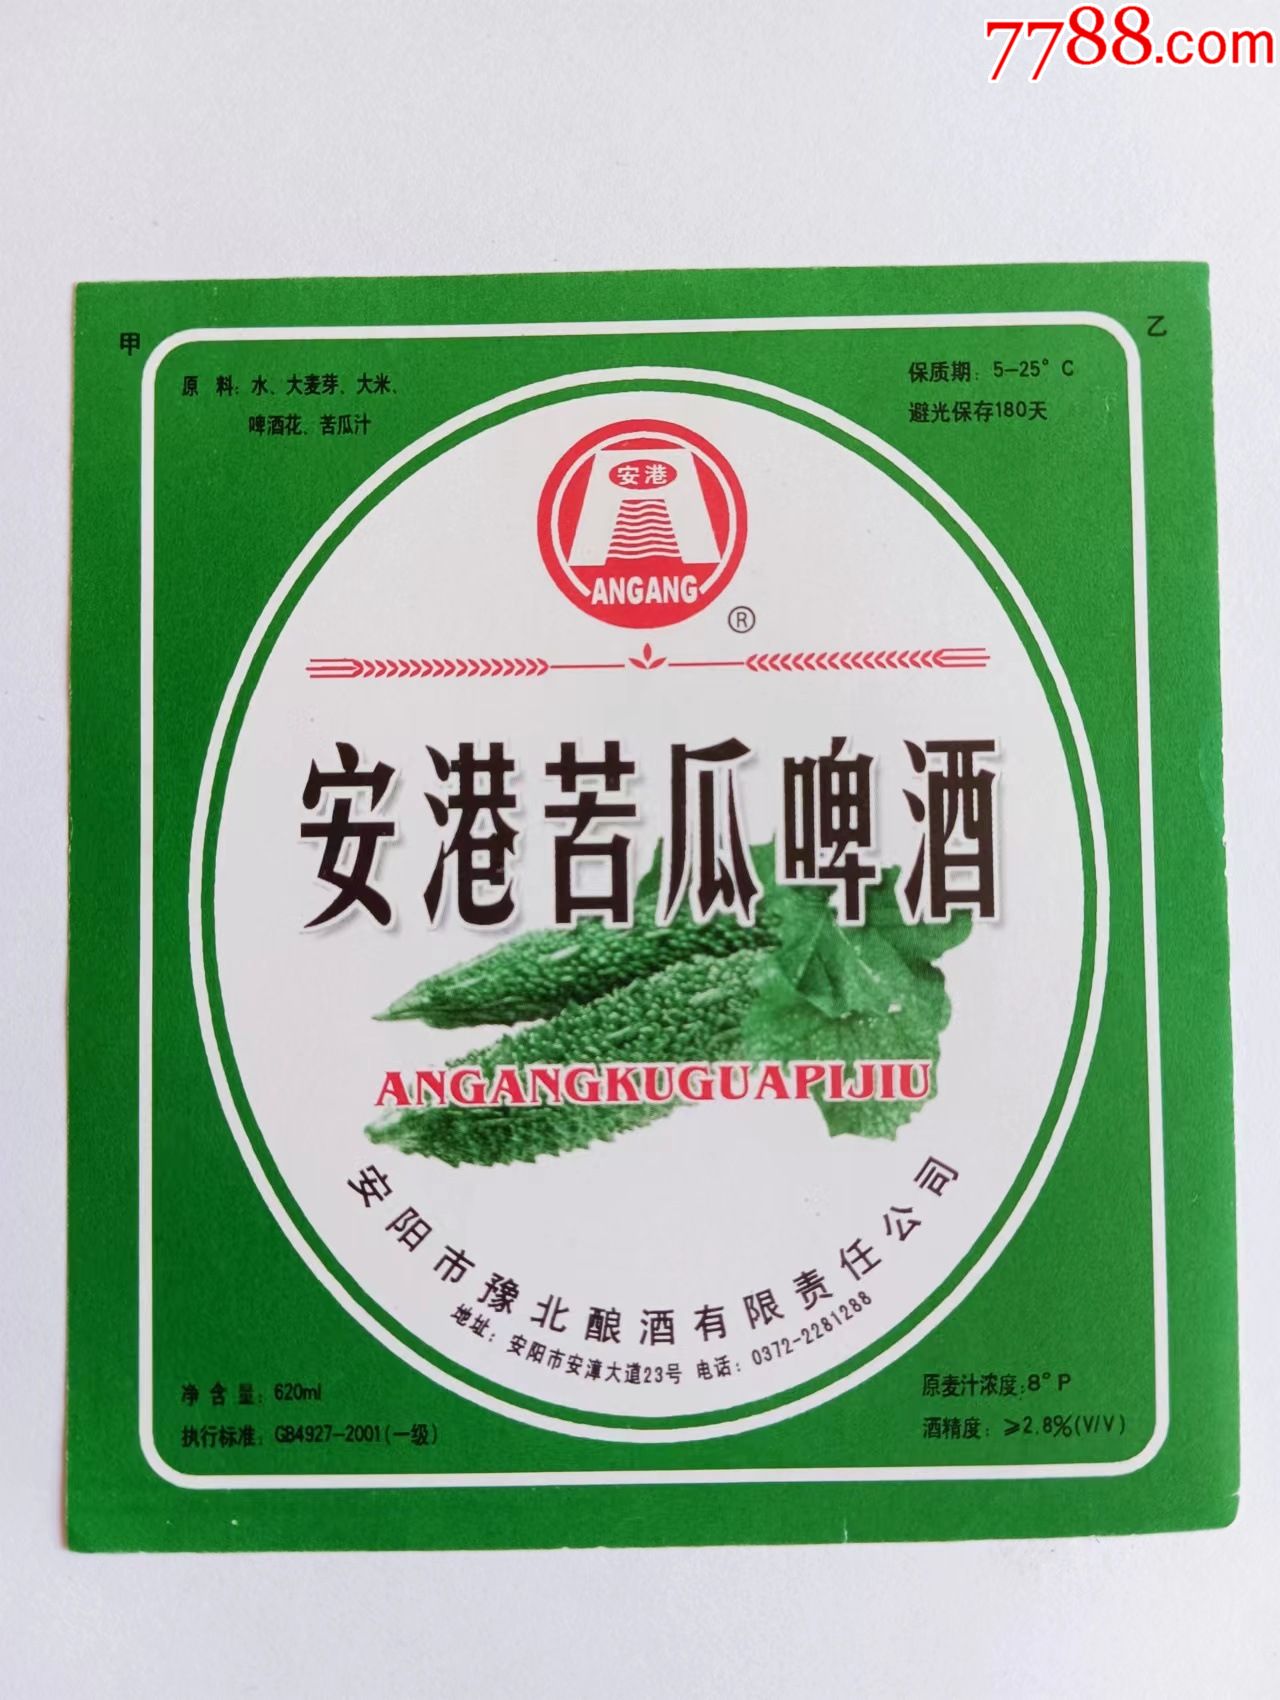 7788.com
甲
乙
原 料: 水、大麦芽、大米、
啤酒花、苦瓜汁
保质期: 5-25° C
避光保存180天
安港
ANGANG
®
安港苦瓜啤酒
ANGANGKUGUAPIJIU
安阳市豫北酿酒有限责任公司
地址: 安阳市安漳大道23号 电话: 0372-2281288
净 含 量: 620ml
执行标准: GB4927-2001(一级)
原麦汁浓度:8° P
酒精度: ≥2.8%(V/V)